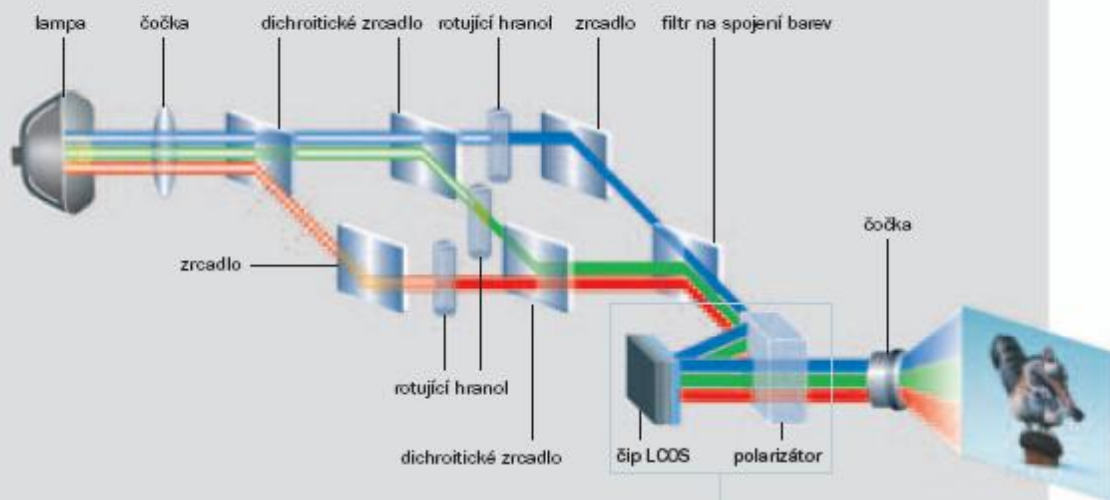 lampa
čočka
dichroitické zrcadlo
rotující hranol
zrcadlo
filtr na spojení barev
čočka
zrcadlo
rotující hranol
dichroitické zrcadlo
čip LCOS
polarizátor